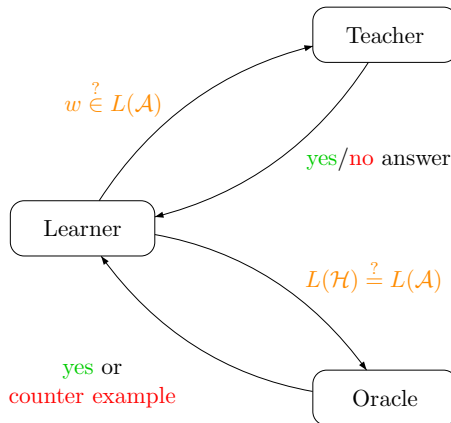 Teacher
w ∈? L(𝒜)
yes/no answer
Learner
L(ℋ) =? L(𝒜)
yes or
counter example
Oracle